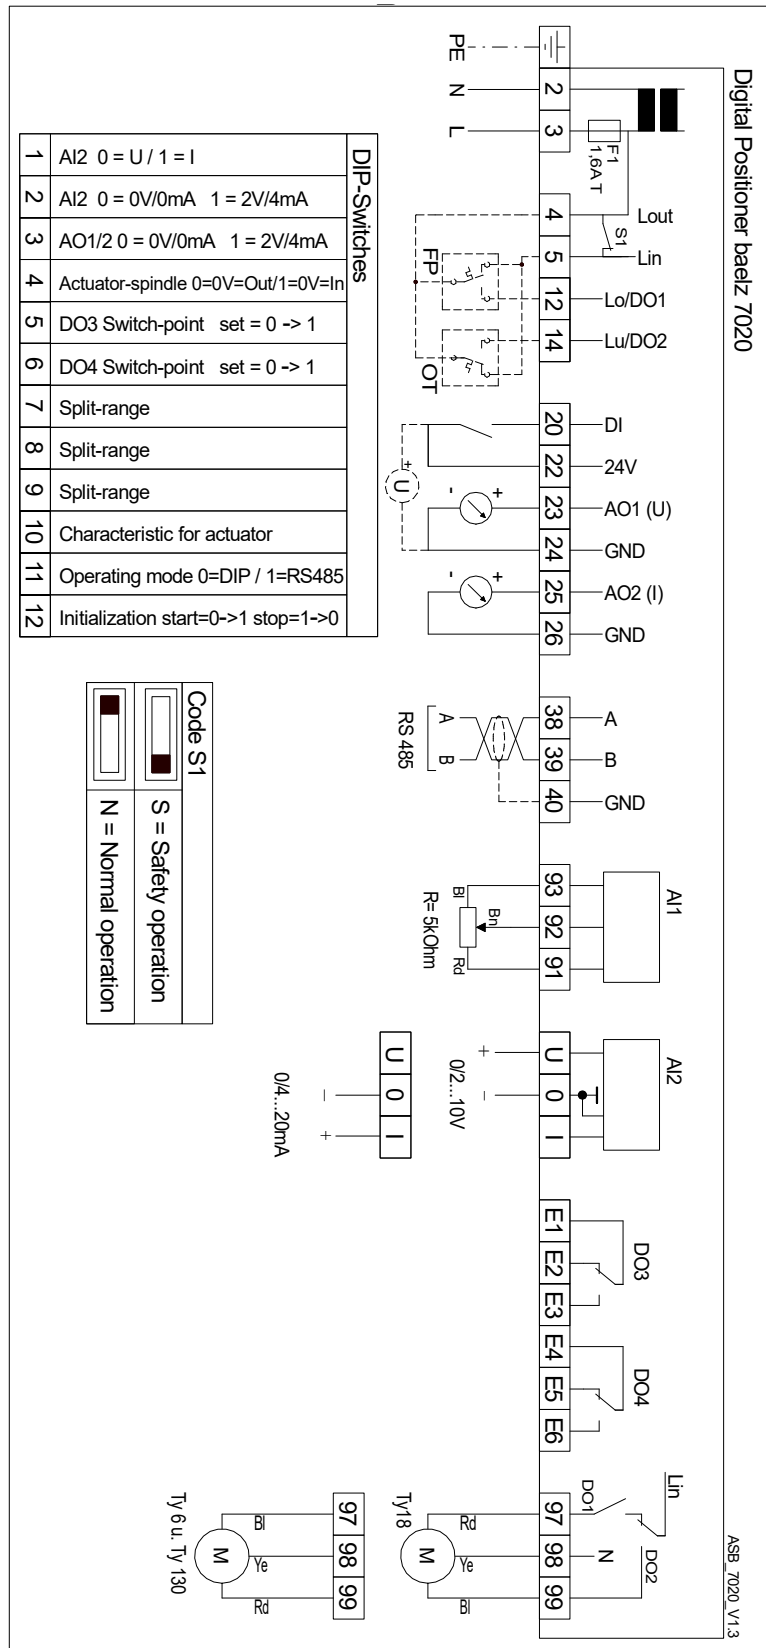 Digital Positioner baelz 7020
ASB_7020_V1.3
PE
N
L
2
3
4
5
12
14
20
22
23
24
25
26
38
39
40
93
92
91
U
0
I
E1
E2
E3
E4
E5
E6
97
98
99
F1
1,6A T
Lout
S1
Lin
Lo/DO1
Lu/DO2
FP
OT
DI
24V
AO1 (U)
GND
AO2 (I)
GND
+
U
-
+
-
+
A
B
GND
A
B
RS 485
AI1
Bl
Bn
Rd
R= 5kOhm
AI2
+
-
0/2...10V
U
0
I
-
+
0/4...20mA
DO3
DO4
Lin
DO1
DO2
N
Rd
Ye
Bl
M
Ty18
97
98
99
Bl
Ye
Rd
M
Ty 6 u. Ty 130
DIP-Switches
1 AI2 0 = U / 1 = I
2 AI2 0 = 0V/0mA 1 = 2V/4mA
3 AO1/2 0 = 0V/0mA 1 = 2V/4mA
4 Actuator-spindle 0=0V=Out/1=0V=In
5 DO3 Switch-point set = 0 -> 1
6 DO4 Switch-point set = 0 -> 1
7 Split-range
8 Split-range
9 Split-range
10 Characteristic for actuator
11 Operating mode 0=DIP / 1=RS485
12 Initialization start=0->1 stop=1->0
Code S1
S = Safety operation
N = Normal operation